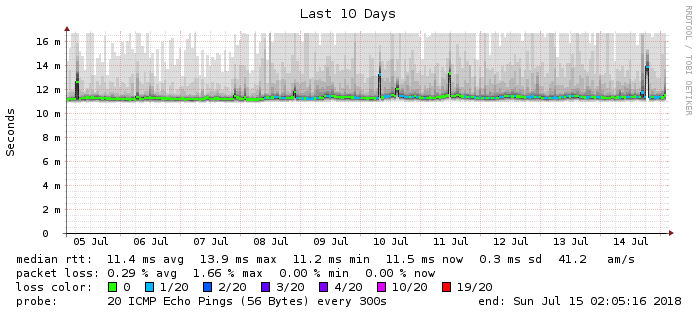 Last 10 Days
RRDTOOL / TOBI OETIKER
Seconds
16 m
14 m
12 m
10 m
8 m
6 m
4 m
2 m
0
05 Jul 06 Jul 07 Jul 08 Jul 09 Jul 10 Jul 11 Jul 12 Jul 13 Jul 14 Jul
median rtt: 11.4 ms avg 13.9 ms max 11.2 ms min 11.5 ms now 0.3 ms sd 41.2 am/s
packet loss: 0.29 % avg 1.66 % max 0.00 % min 0.00 % now
loss color: 0 1/20 2/20 3/20 4/20 10/20 19/20
probe: 20 ICMP Echo Pings (56 Bytes) every 300s end: Sun Jul 15 02:05:16 2018